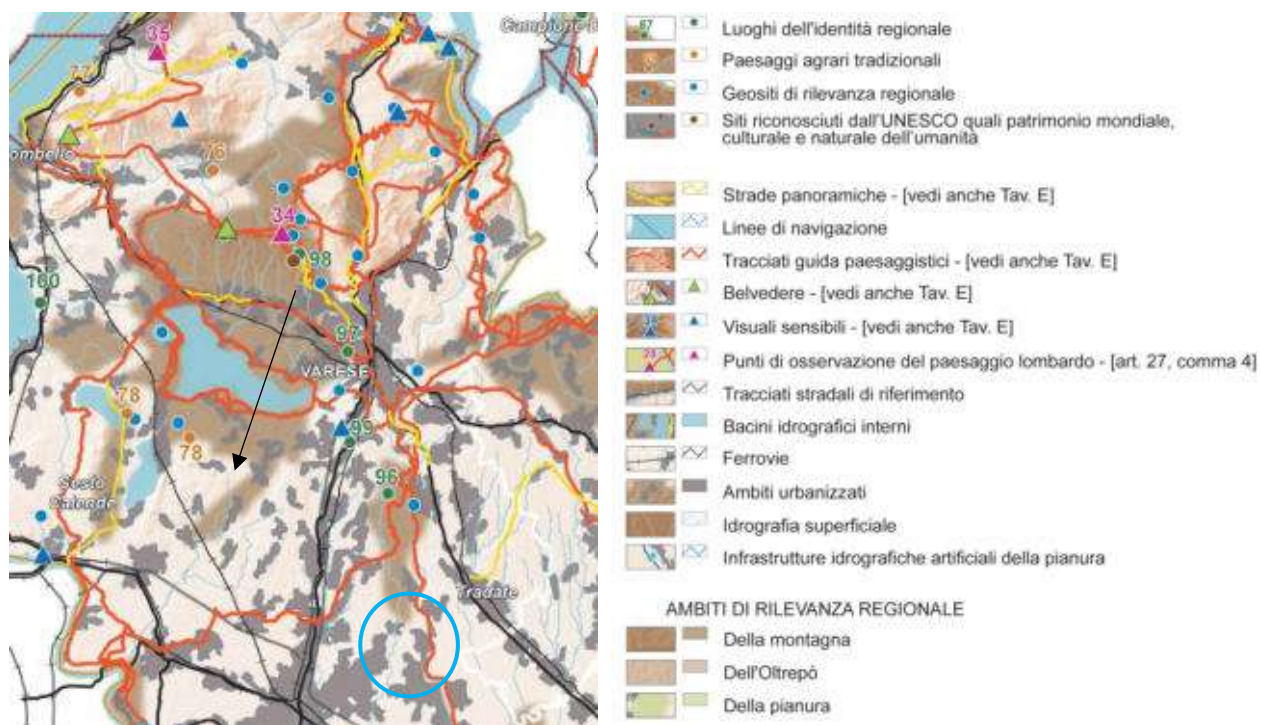 Campione D
35
77
ombello
76
34
98
100
97
VARESE
78
99
78
96
Sesto
Calende
Tradate
67
Luoghi dell'identità regionale
Paesaggi agrari tradizionali
Geositi di rilevanza regionale
Siti riconosciuti dall'UNESCO quali patrimonio mondiale,
culturale e naturale dell'umanità
Strade panoramiche - [vedi anche Tav. E]
Linee di navigazione
Tracciati guida paesaggistici - [vedi anche Tav. E]
Belvedere - [vedi anche Tav. E]
Visuali sensibili - [vedi anche Tav. E]
Punti di osservazione del paesaggio lombardo - [art. 27, comma 4]
Tracciati stradali di riferimento
Bacini idrografici interni
Ferrovie
Ambiti urbanizzati
Idrografia superficiale
Infrastrutture idrografiche artificiali della pianura
AMBITI DI RILEVANZA REGIONALE
Della montagna
Dell'Oltrepò
Della pianura